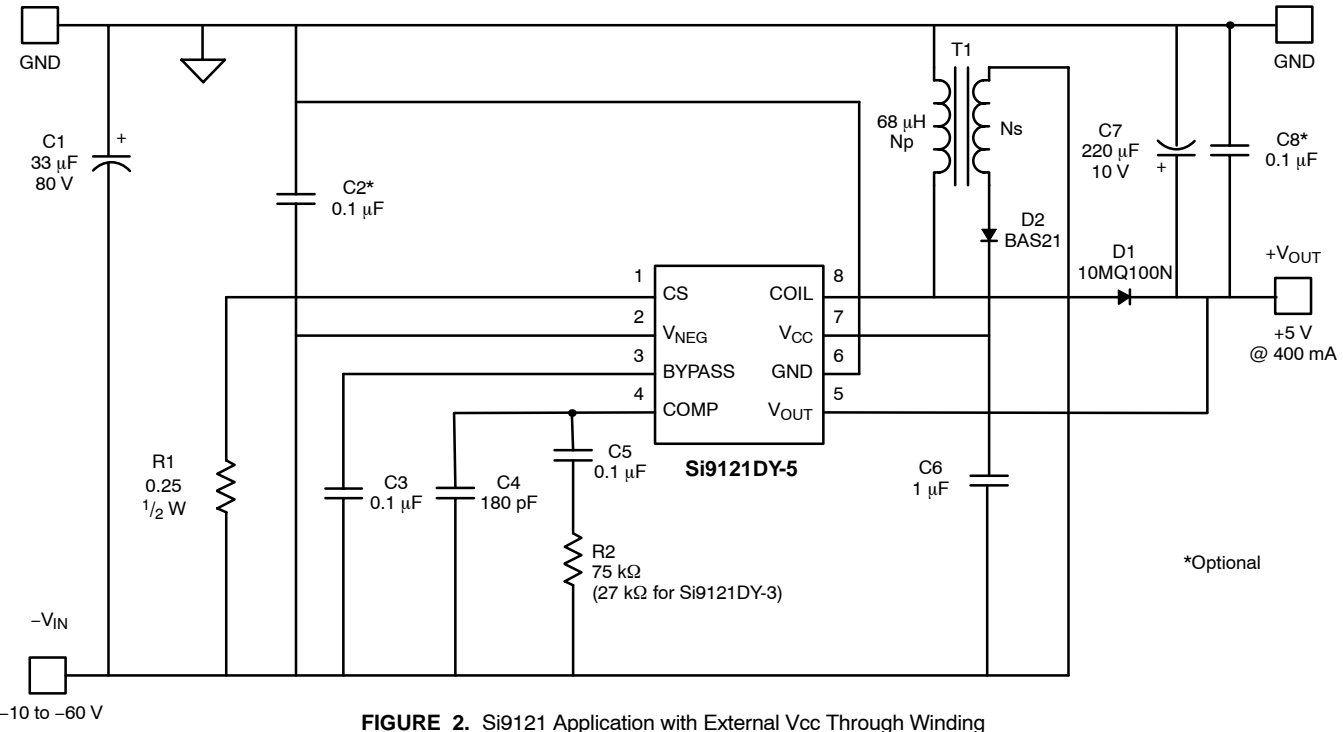 GND
GND
T1
C1
33 μF
80 V
+
68 μH
Np
Ns
C7
220 μF
10 V
+
C8*
0.1 μF
C2*
0.1 μF
D2
BAS21
D1
10MQ100N
+VOUT
+5 V
@ 400 mA
1
CS
COIL
8
2
VNEG
VCC
7
3
BYPASS
GND
6
4
COMP
VOUT
5
Si9121DY-5
R1
0.25
1/2 W
C3
0.1 μF
C4
180 pF
C5
0.1 μF
C6
1 μF
R2
75 kΩ
(27 kΩ for Si9121DY-3)
*Optional
−VIN
−10 to −60 V
FIGURE 2. Si9121 Application with External Vcc Through Winding